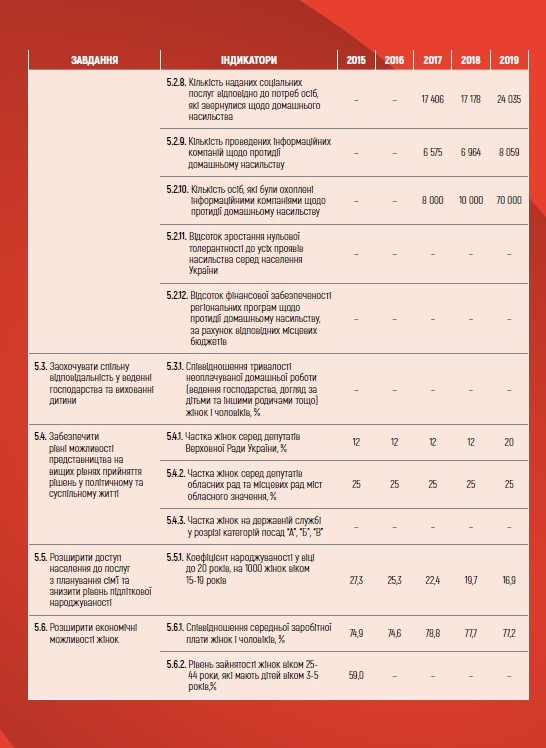 ЗАВДАННЯ ІНДИКАТОРИ 2015 2016 2017 2018 2019
5.2.8. Кількість наданих соціальних
послуг відповідно до потреб осіб,
які звернулися щодо домашнього
насильства
– – 17 406 17 178 24 035
5.2.9. Кількість проведених інформаційних
компаній щодо протидії
домашньому насильству
– – 6 575 6 964 8 059
5.2.10. Кількість осіб, які були охоплені
інформаційними компаніями щодо
протидії домашньому насильству
– – 8 000 10 000 70 000
5.2.11. Відсоток зростання нульової
толерантності до усіх проявів
насильства серед населення
України
– – – – –
5.2.12. Відсоток фінансової забезпеченості
регіональних програм щодо
протидії домашньому насильству,
за рахунок відповідних місцевих
бюджетів
– – – – –
5.3. Заохочувати спільну
відповідальність у веденні
господарства та вихованні
дитини
5.3.1. Співвідношення тривалості
неоплачуваної домашньої роботи
(ведення господарства, догляд за
дітьми та іншими родичами тощо)
жінок і чоловіків, %
– – – – –
5.4. Забезпечити
рівні можливості
представництва на
вищих рівнях прийняття
рішень у політичному та
суспільному житті
5.4.1. Частка жінок серед депутатів
Верховної Ради України, %
12 12 12 12 20
5.4.2. Частка жінок серед депутатів
обласних рад та місцевих рад міст
обласного значення, %
25 25 25 25 25
5.4.3. Частка жінок на державній службі
у розрізі категорій посад "А", "Б", "В"
– – – – –
5.5. Розширити доступ
населення до послуг
з планування сім'ї та
знизити рівень підліткової
народжуваності
5.5.1. Коефіцієнт народжуваності у віці
до 20 років, на 1000 жінок віком
15-19 років
27,3 25,3 22,4 19,7 16,9
5.6. Розширити економічні
можливості жінок
5.6.1. Співвідношення середньої заробітної
плати жінок і чоловіків, %
74,9 74,6 78,8 77,7 77,2
5.6.2. Рівень зайнятості жінок віком 25-
44 роки, які мають дітей віком 3-5
років,%
59,0 – – – –